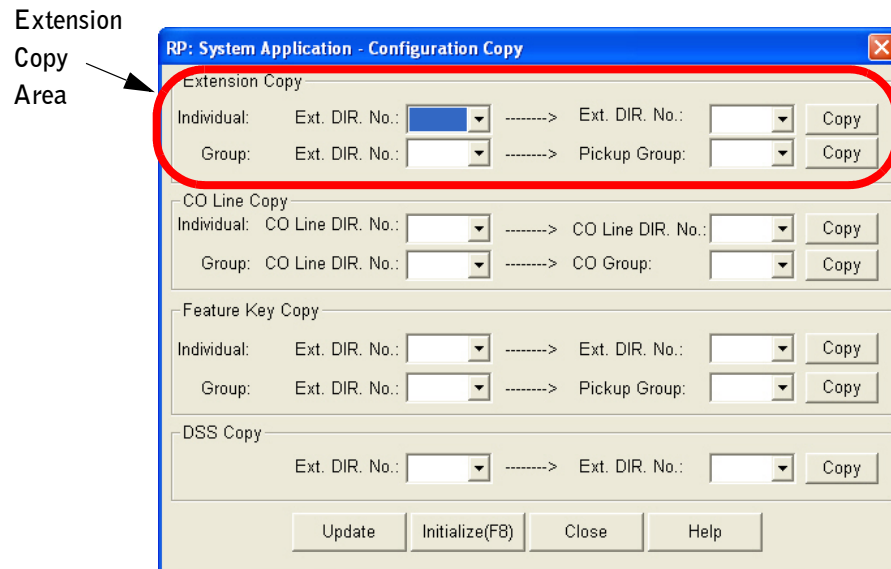 Extension
Copy
Area
RP: System Application - Configuration Copy
Extension Copy
Individual: Ext. DIR. No.: --------> Ext. DIR. No.: Copy
Group: Ext. DIR. No.: --------> Pickup Group: Copy
CO Line Copy
Individual: CO Line DIR. No.: --------> CO Line DIR. No.: Copy
Group: CO Line DIR. No.: --------> CO Group: Copy
Feature Key Copy
Individual: Ext. DIR. No.: --------> Ext. DIR. No.: Copy
Group: Ext. DIR. No.: --------> Pickup Group: Copy
DSS Copy
Ext. DIR. No.: --------> Ext. DIR. No.: Copy
Update Initialize(F8) Close Help